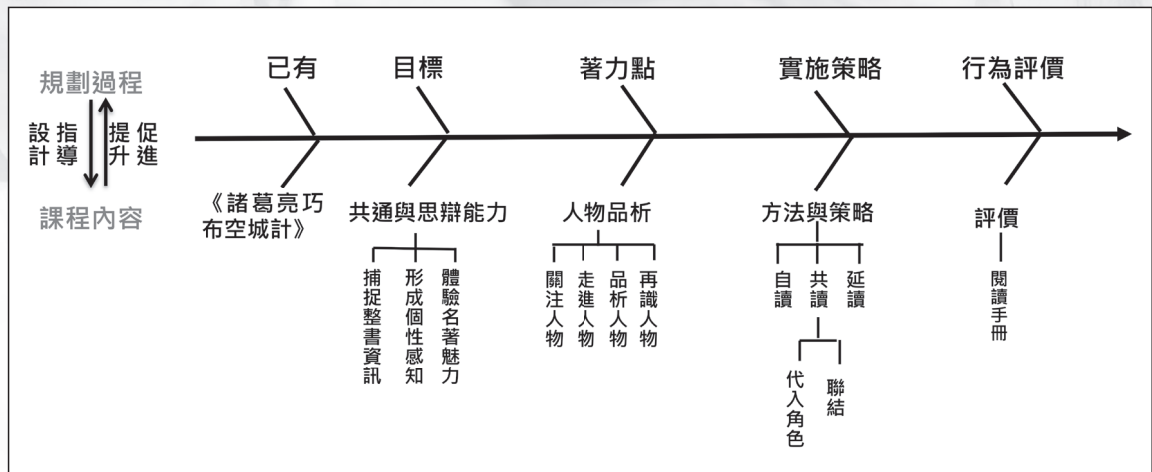 規劃過程
設計
指導
提升
促進
課程內容
已有
目標
著力點
實施策略
行為評價
《諸葛亮巧
布空城計》
共通與思辯能力
捕捉整書資訊
形成個性感知
體驗名著魅力
人物品析
關注人物
走進人物
品析人物
再識人物
方法與策略
自讀
共讀
延讀
代入角色
聯結
評價
閱讀手冊